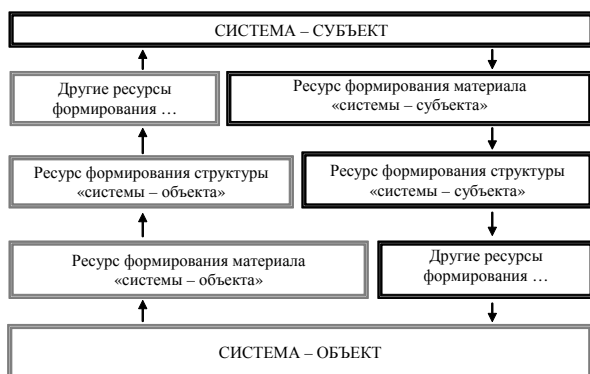 СИСТЕМА – СУБЪЕКТ
Другие ресурсы
формирования …
Ресурс формирования материала
«системы – субъекта»
Ресурс формирования структуры
«системы – объекта»
Ресурс формирования структуры
«системы – субъекта»
Ресурс формирования материала
«системы – объекта»
Другие ресурсы
формирования …
СИСТЕМА – ОБЪЕКТ